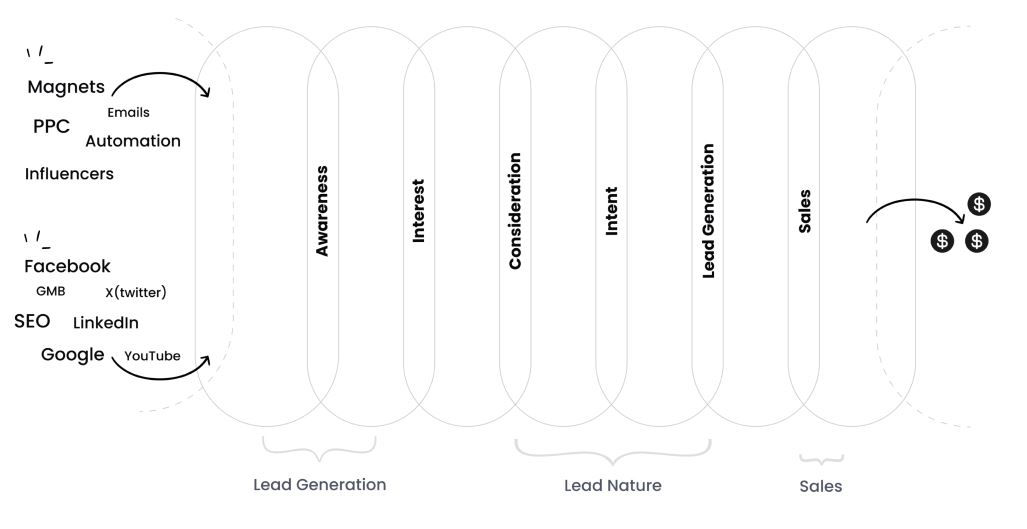 Magnets
Emails
PPC
Automation
Influencers
Facebook
GMB X(twitter)
SEO LinkedIn
Google YouTube
Awareness
Interest
Consideration
Intent
Lead Generation
Sales
$
$ $
Lead Generation
Lead Nature
Sales